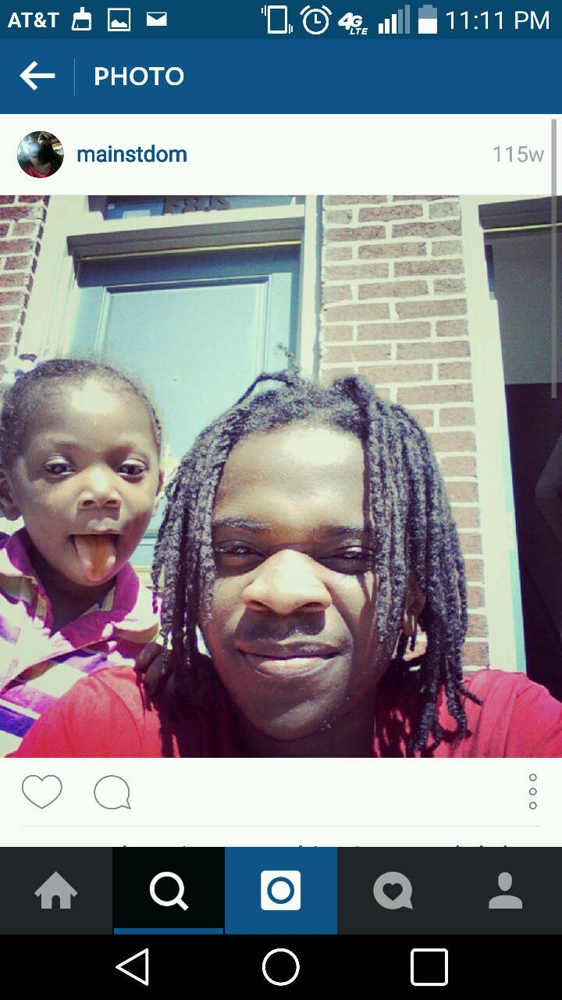 AT&T 4G LTE 11:11 PM
PHOTO
mainstdom 115w